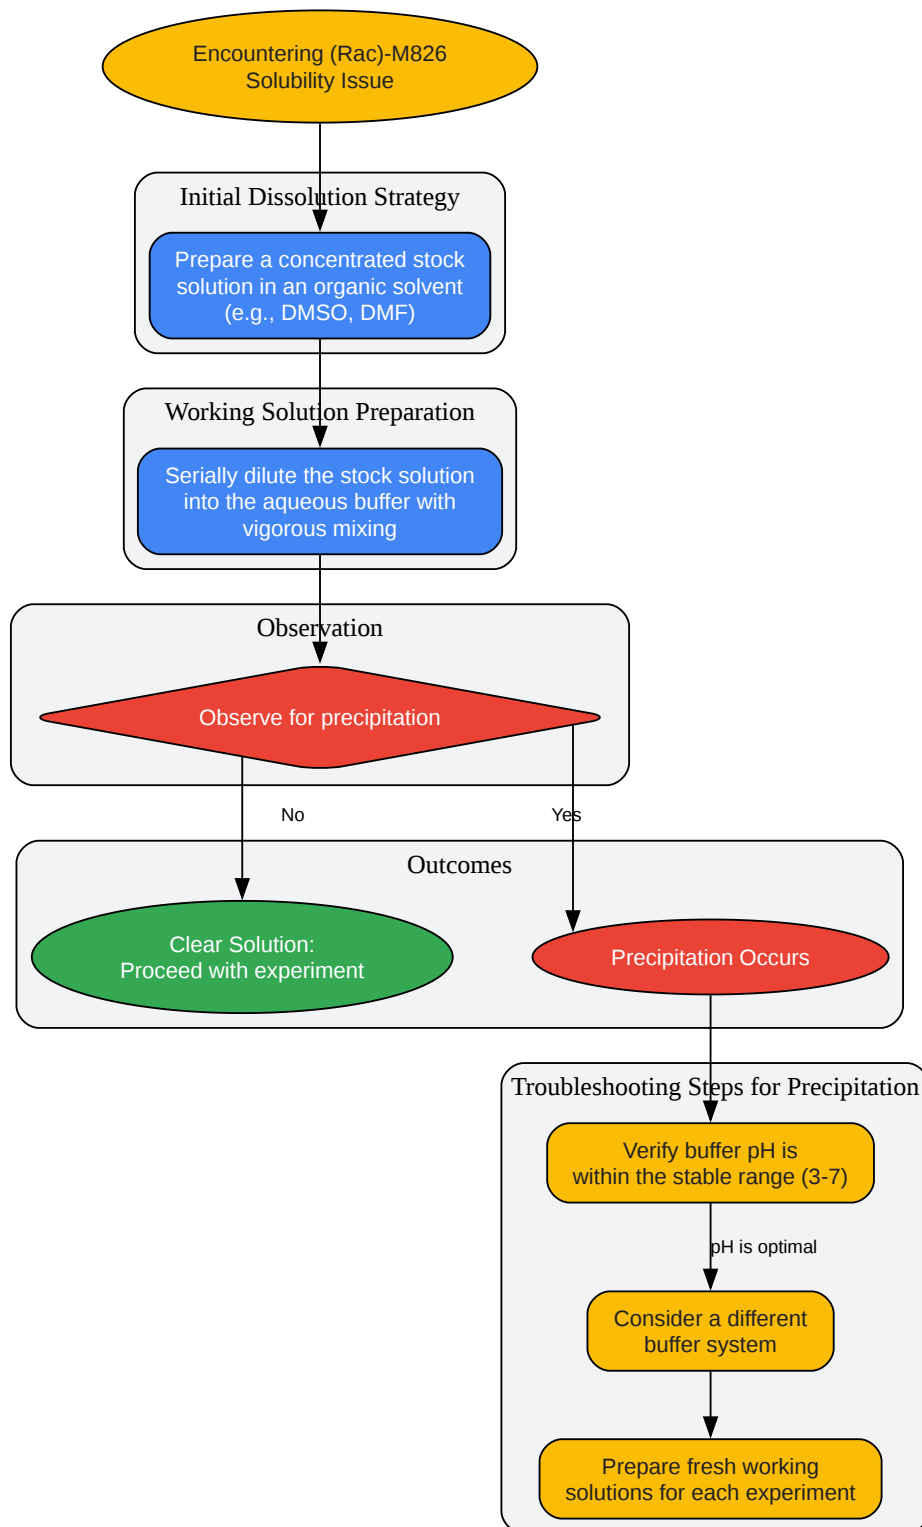 Encountering (Rac)-M826
Solubility Issue
Initial Dissolution Strategy
Prepare a concentrated stock
solution in an organic solvent
(e.g., DMSO, DMF)
Working Solution Preparation
Serially dilute the stock solution
into the aqueous buffer with
vigorous mixing
Observation
Observe for precipitation
No
Yes
Outcomes
Clear Solution:
Proceed with experiment
Precipitation Occurs
Troubleshooting Steps for Precipitation
Verify buffer pH is
within the stable range (3-7)
pH is optimal
Consider a different
buffer system
Prepare fresh working
solutions for each experiment